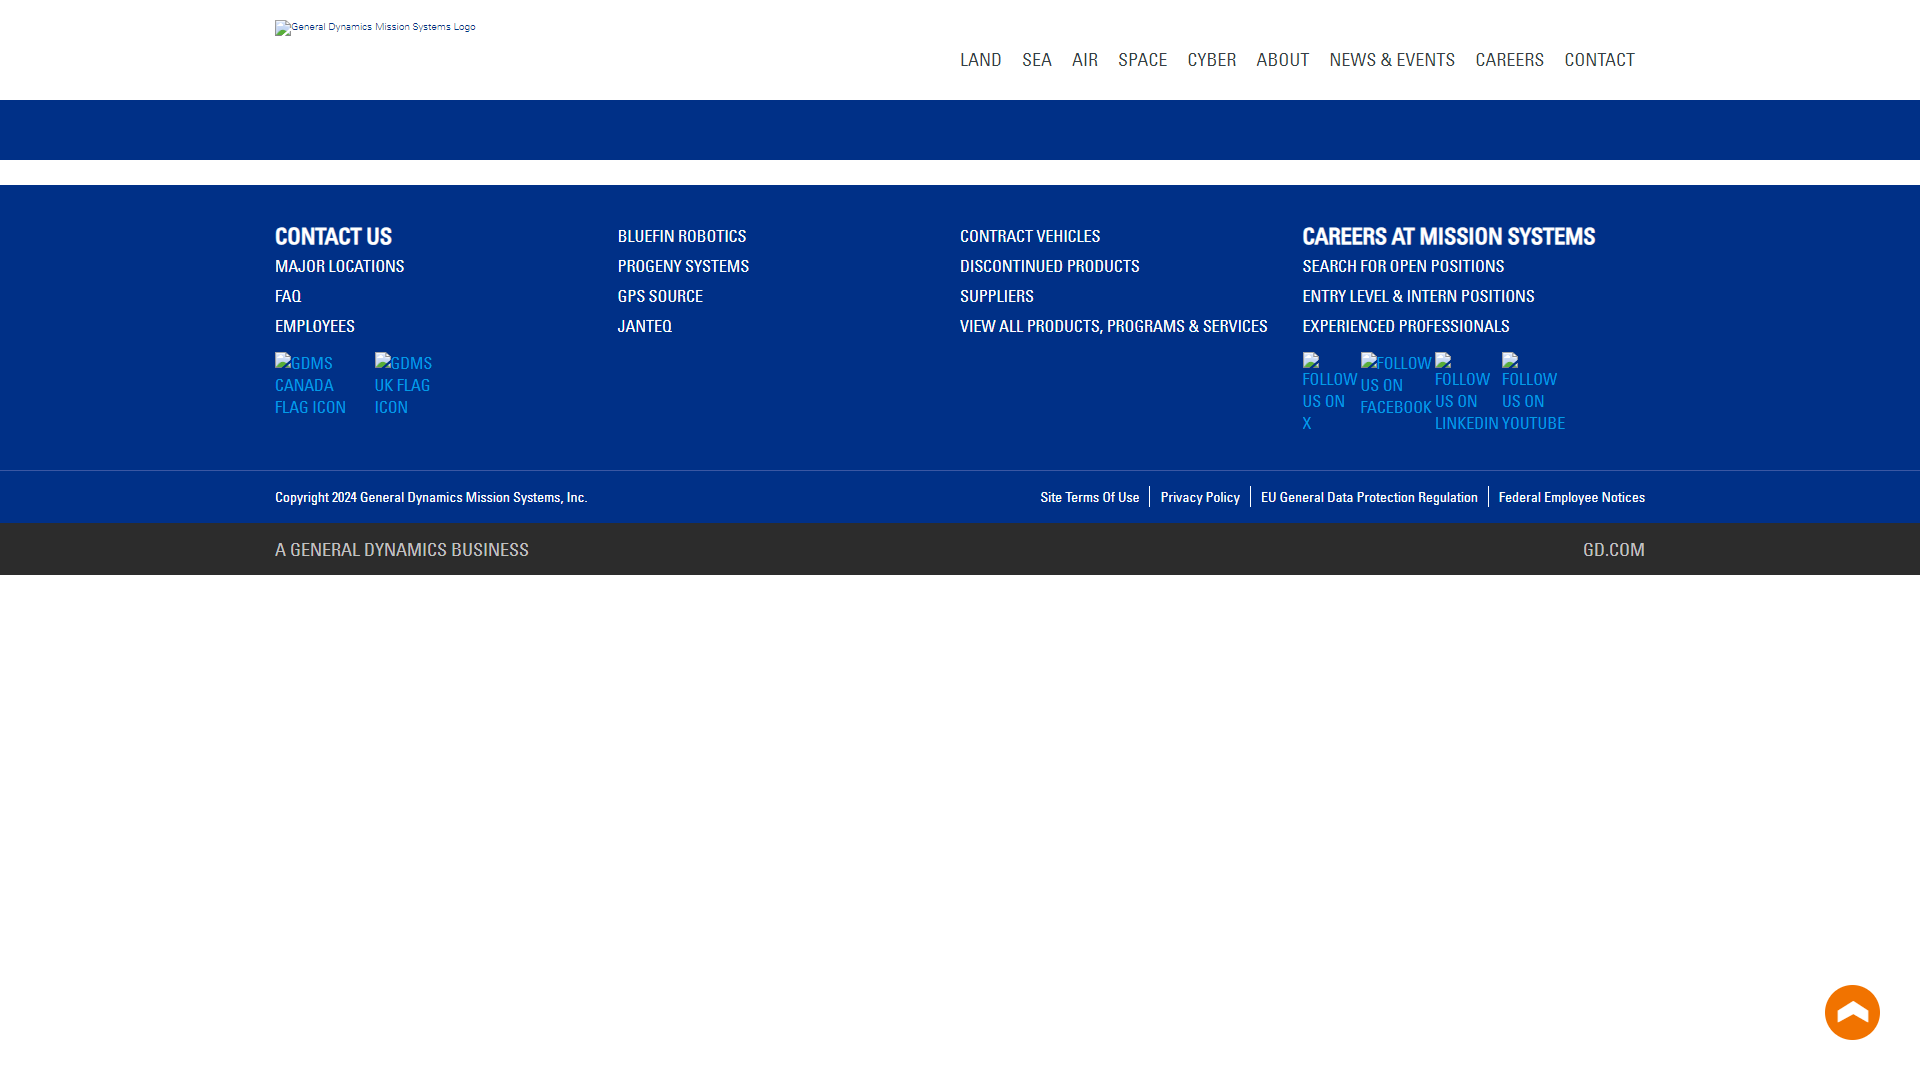 General Dynamics Mission Systems Logo
LAND SEA AIR SPACE CYBER ABOUT NEWS & EVENTS CAREERS CONTACT
CONTACT US
MAJOR LOCATIONS
FAQ
EMPLOYEES
GDMS
CANADA
FLAG ICON
GDMS
UK FLAG
ICON
BLUEFIN ROBOTICS
PROGENY SYSTEMS
GPS SOURCE
JANTEQ
CONTRACT VEHICLES
DISCONTINUED PRODUCTS
SUPPLIERS
VIEW ALL PRODUCTS, PROGRAMS & SERVICES
CAREERS AT MISSION SYSTEMS
SEARCH FOR OPEN POSITIONS
ENTRY LEVEL & INTERN POSITIONS
EXPERIENCED PROFESSIONALS
FOLLOW
US ON
X
FOLLOW
US ON
FACEBOOK
FOLLOW
US ON
LINKEDIN
FOLLOW
US ON
YOUTUBE
Copyright 2024 General Dynamics Mission Systems, Inc.
Site Terms Of Use Privacy Policy EU General Data Protection Regulation Federal Employee Notices
A GENERAL DYNAMICS BUSINESS
GD.COM